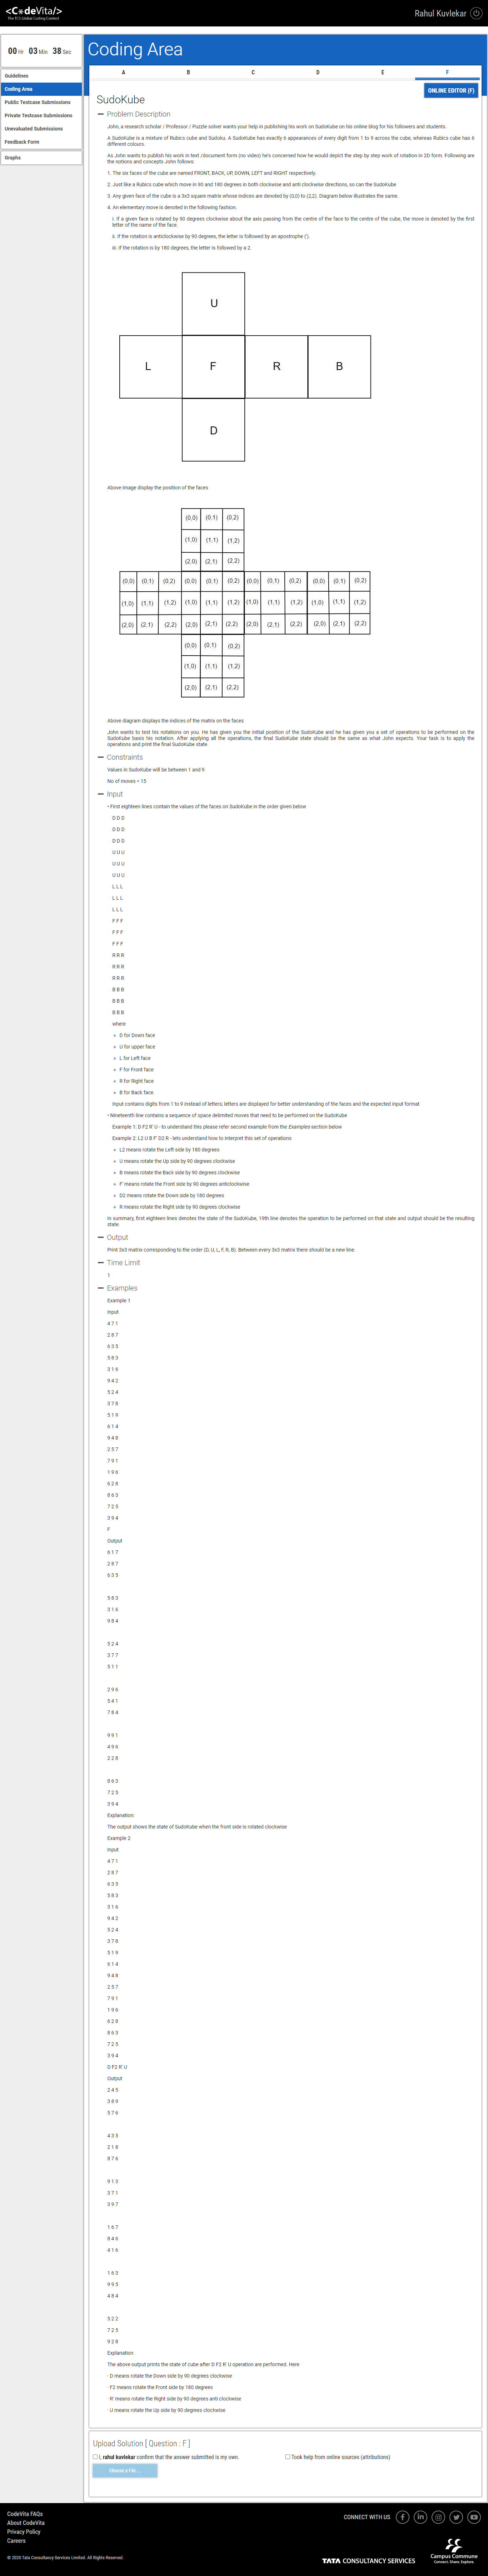 <CodeVita/>
The TCS Global Coding Contest
Rahul Kuvlekar
00 Hr 03 Min 38 Sec
Guidelines
Coding Area
Public Testcase Submissions
Private Testcase Submissions
Unevaluated Submissions
Feedback Form
Graphs
Coding Area
A B C D E F
ONLINE EDITOR (F)
SudoKube
Problem Description
John, a research scholar / Professor / Puzzle solver wants your help in publishing his work on SudoKube on his online blog for his followers and students.
A SudoKube is a mixture of Rubics cube and Sudoku. A SudoKube has exactly 6 appearances of every digit from 1 to 9 across the cube, whereas Rubics cube has 6
different colours.
As John wants to publish his work in text /document form (no video) he's concerned how he would depict the step by step work of rotation in 2D form. Following are
the notions and concepts John follows:
1. The six faces of the cube are named FRONT, BACK, UP, DOWN, LEFT and RIGHT respectively.
2. Just like a Rubics cube which move in 90 and 180 degrees in both clockwise and anti clockwise directions, so can the SudoKube
3. Any given face of the cube is a 3x3 square matrix whose indices are denoted by (0,0) to (2,2). Diagram below illustrates the same.
4. An elementary move is denoted in the following fashion.
i. If a given face is rotated by 90 degrees clockwise about the axis passing from the centre of the face to the centre of the cube, the move is denoted by the first
letter of the name of the face.
ii. If the rotation is anticlockwise by 90 degrees, the letter is followed by an apostrophe (').
iii. if the rotation is by 180 degrees, the letter is followed by a 2.
U
L F R B
D
Above image display the position of the faces
(0,0) (0,1) (0,2)
(1,0) (1,1) (1,2)
(2,0) (2,1) (2,2)
(0,0) (0,1) (0,2) (0,0) (0,1) (0,2) (0,0) (0,1) (0,2) (0,0) (0,1) (0,2)
(1,0) (1,1) (1,2) (1,0) (1,1) (1,2) (1,0) (1,1) (1,2) (1,0) (1,1) (1,2)
(2,0) (2,1) (2,2) (2,0) (2,1) (2,2) (2,0) (2,1) (2,2) (2,0) (2,1) (2,2)
(0,0) (0,1) (0,2)
(1,0) (1,1) (1,2)
(2,0) (2,1) (2,2)
Above diagram displays the indices of the matrix on the faces
John wants to test his notations on you. He has given you the initial position of the SudoKube and he has given you a set of operations to be performed on the
SudoKube basis his notation. After applying all the operations, the final SudoKube state should be the same as what John expects. Your task is to apply the
operations and print the final SudoKube state.
Constraints
Values in SudoKube will be between 1 and 9
No of moves < 15
Input
• First eighteen lines contain the values of the faces on SudoKube in the order given below
D D D
D D D
D D D
U U U
U U U
U U U
L L L
L L L
L L L
F F F
F F F
F F F
R R R
R R R
R R R
B B B
B B B
B B B
where
D for Down face
U for upper face
L for Left face
F for Front face
R for Right face
B for Back face.
Input contains digits from 1 to 9 instead of letters; letters are displayed for better understanding of the faces and the expected input format
• Nineteenth line contains a sequence of space delimited moves that need to be performed on the SudoKube
Example 1: D F2 R' U - to understand this please refer second example from the Examples section below
Example 2: L2 U B F' D2 R - lets understand how to interpret this set of operations
L2 means rotate the Left side by 180 degrees
U means rotate the Up side by 90 degrees clockwise
B means rotate the Back side by 90 degrees clockwise
F' means rotate the Front side by 90 degrees anticlockwise
D2 means rotate the Down side by 180 degrees
R means rotate the Right side by 90 degrees clockwise
In summary, first eighteen lines denotes the state of the SudoKube, 19th line denotes the operation to be performed on that state and output should be the resulting
state.
Output
Print 3x3 matrix corresponding to the order (D, U, L, F, R, B). Between every 3x3 matrix there should be a new line.
Time Limit
1
Examples
Example 1
Input
4 7 1
2 8 7
6 3 5
5 8 3
3 1 6
9 4 2
5 2 4
3 7 8
5 1 9
6 1 4
9 4 8
2 5 7
7 9 1
1 9 6
6 2 8
8 6 3
7 2 5
3 9 4
F
Output
6 1 7
2 8 7
6 3 5
5 8 3
3 1 6
9 8 4
5 2 4
3 7 7
5 1 1
2 9 6
5 4 1
7 8 4
9 9 1
4 9 6
2 2 8
8 6 3
7 2 5
3 9 4
Explanation:
The output shows the state of SudoKube when the front side is rotated clockwise
Example 2
Input
4 7 1
2 8 7
6 3 5
5 8 3
3 1 6
9 4 2
5 2 4
3 7 8
5 1 9
6 1 4
9 4 8
2 5 7
7 9 1
1 9 6
6 2 8
8 6 3
7 2 5
3 9 4
D F2 R' U
Output
2 4 5
3 8 9
5 7 6
4 3 5
2 1 8
8 7 6
9 1 3
3 7 1
3 9 7
1 6 7
8 4 6
4 1 6
1 6 3
9 9 5
4 8 4
5 2 2
7 2 5
9 2 8
Explanation
The above output prints the state of cube after D F2 R' U operation are performed. Here
· D means rotate the Down side by 90 degrees clockwise
· F2 means rotate the Front side by 180 degrees
· R' means rotate the Right side by 90 degrees anti clockwise
· U means rotate the Up side by 90 degrees clockwise
Upload Solution [ Question : F ]
I, rahul kuvlekar confirm that the answer submitted is my own.
Took help from online sources (attributions)
Choose a File ...
CodeVita FAQs
About CodeVita
Privacy Policy
Careers
CONNECT WITH US
© 2020 Tata Consultancy Services Limited. All Rights Reserved.
TATA CONSULTANCY SERVICES
Campus Commune
Connect. Share. Explore.